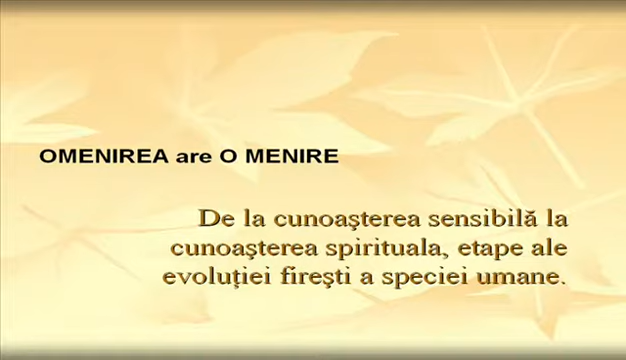 OMENIREA are O MENIRE
De la cunoaşterea sensibilă la
cunoaşterea spirituala, etape ale
evoluţiei fireşti a speciei umane.